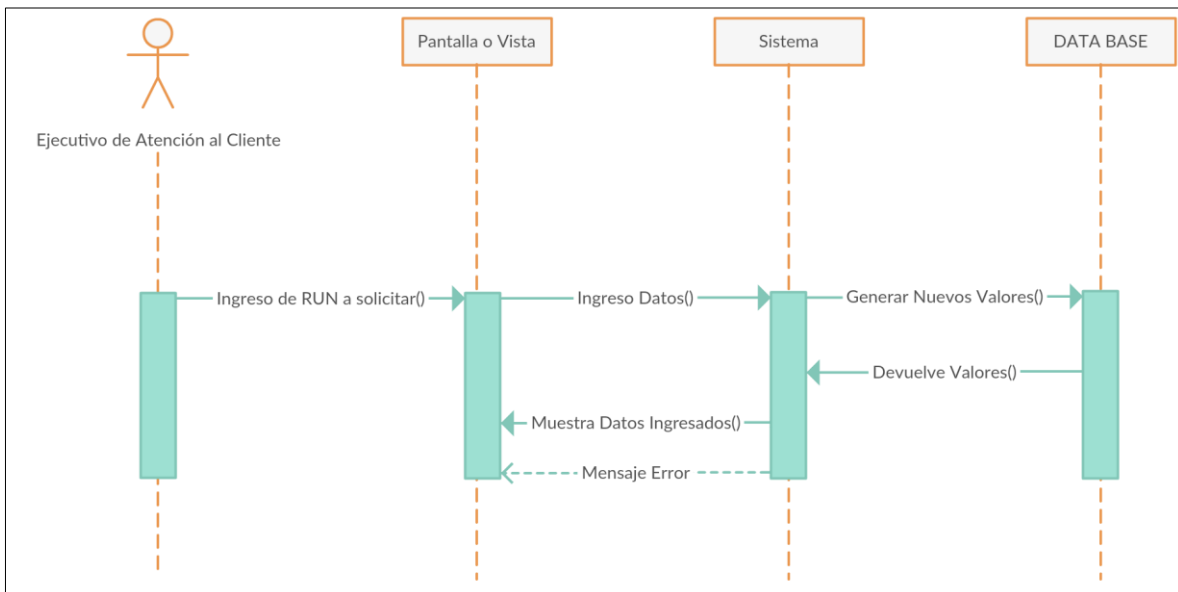 Pantalla o Vista
Sistema
DATA BASE
Ejecutivo de Atención al Cliente
Ingreso de RUN a solicitar()
Ingreso Datos()
Generar Nuevos Valores()
Devuelve Valores()
Muestra Datos Ingresados()
Mensaje Error